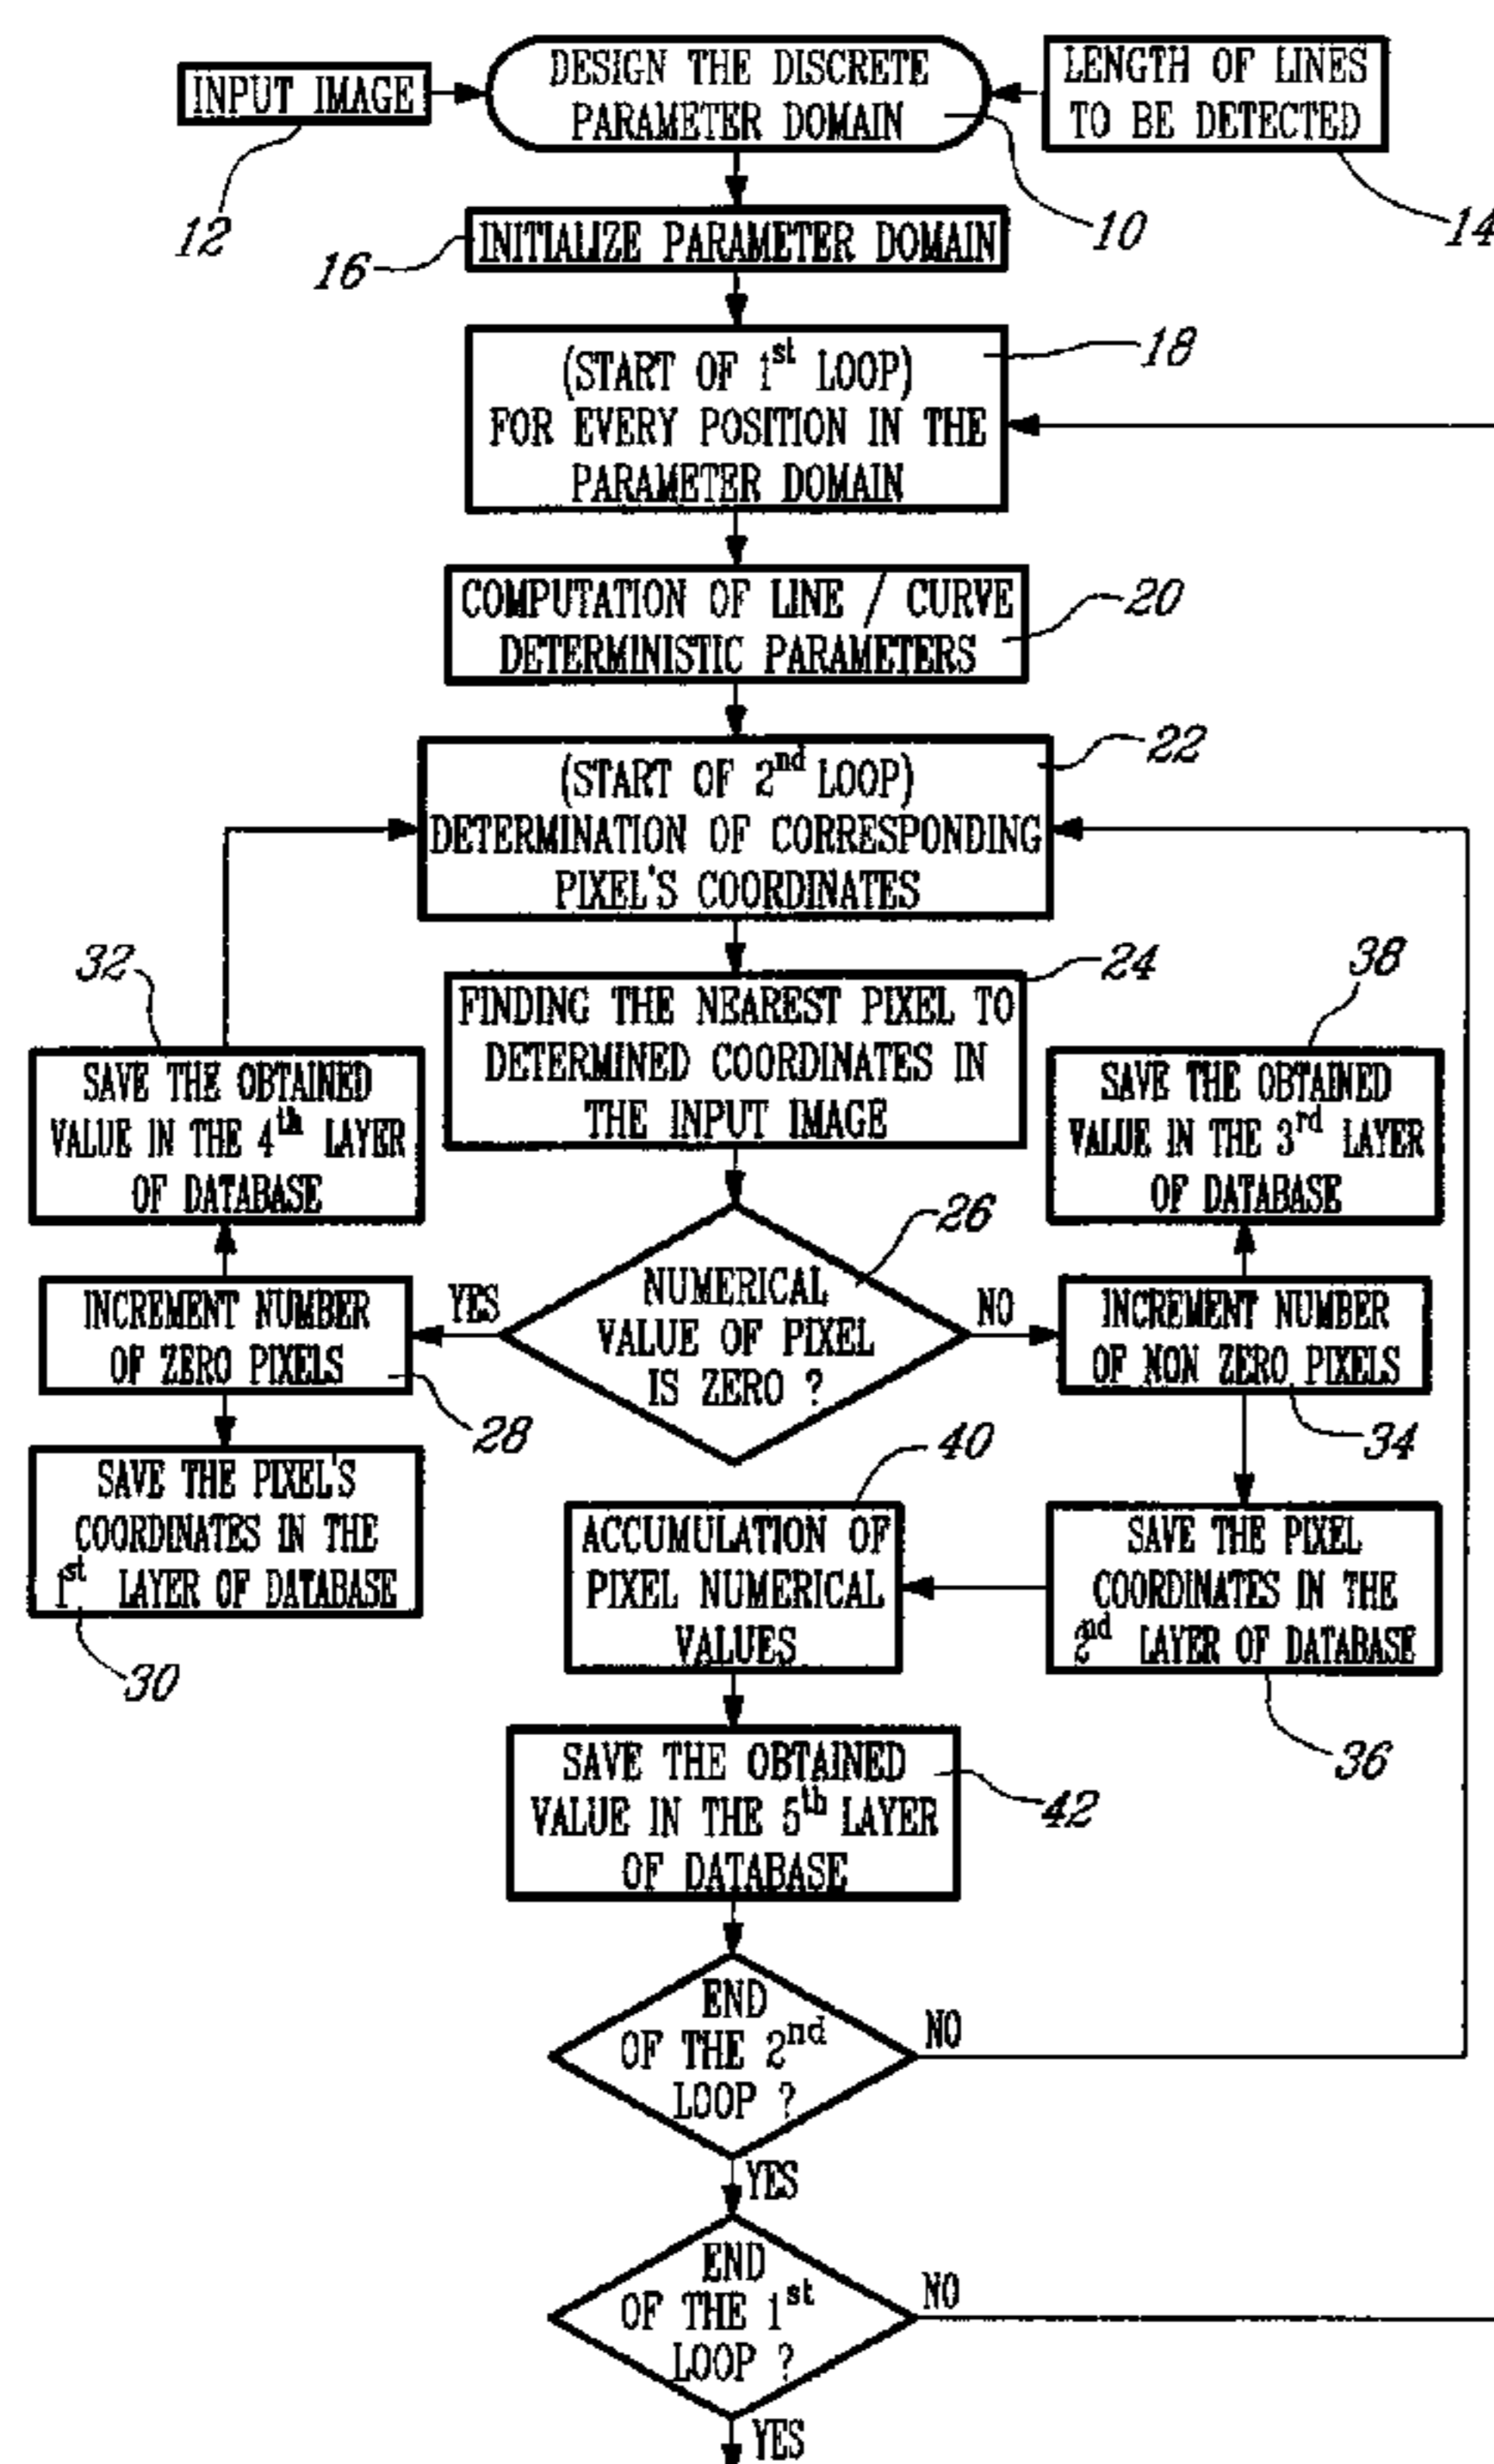 INPUT IMAGE
12
DESIGN THE DISCRETE
PARAMETER DOMAIN
10
LENGTH OF LINES
TO BE DETECTED
14
INITIALIZE PARAMETER DOMAIN
16
(START OF 1st LOOP)
FOR EVERY POSITION IN THE
PARAMETER DOMAIN
18
COMPUTATION OF LINE / CURVE
DETERMINISTIC PARAMETERS
20
(START OF 2nd LOOP)
DETERMINATION OF CORRESPONDING
PIXEL'S COORDINATES
22
FINDING THE NEAREST PIXEL TO
DETERMINED COORDINATES IN
THE INPUT IMAGE
24
32
SAVE THE OBTAINED
VALUE IN THE 4th LAYER
OF DATABASE
38
SAVE THE OBTAINED
VALUE IN THE 3rd LAYER
OF DATABASE
NUMERICAL
VALUE OF PIXEL
IS ZERO ?
26
YES
NO
INCREMENT NUMBER
OF ZERO PIXELS
28
INCREMENT NUMBER
OF NON ZERO PIXELS
34
SAVE THE PIXEL'S
COORDINATES IN THE
1st LAYER OF DATABASE
30
40
ACCUMULATION OF
PIXEL NUMERICAL
VALUES
SAVE THE PIXEL
COORDINATES IN THE
2nd LAYER OF DATABASE
36
SAVE THE OBTAINED
VALUE IN THE 5th LAYER
OF DATABASE
42
END
OF THE 2nd
LOOP ?
NO
YES
END
OF THE 1st
LOOP ?
NO
YES